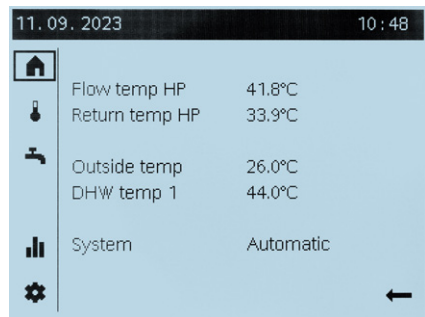 11. 09. 2023 10:48
Flow temp HP 41.8°C
Return temp HP 33.9°C
Outside temp 26.0°C
DHW temp 1 44.0°C
System Automatic